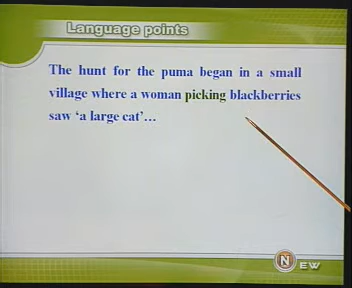 Language points
The hunt for the puma began in a small
village where a woman picking blackberries
saw ‘a large cat’…
NEW